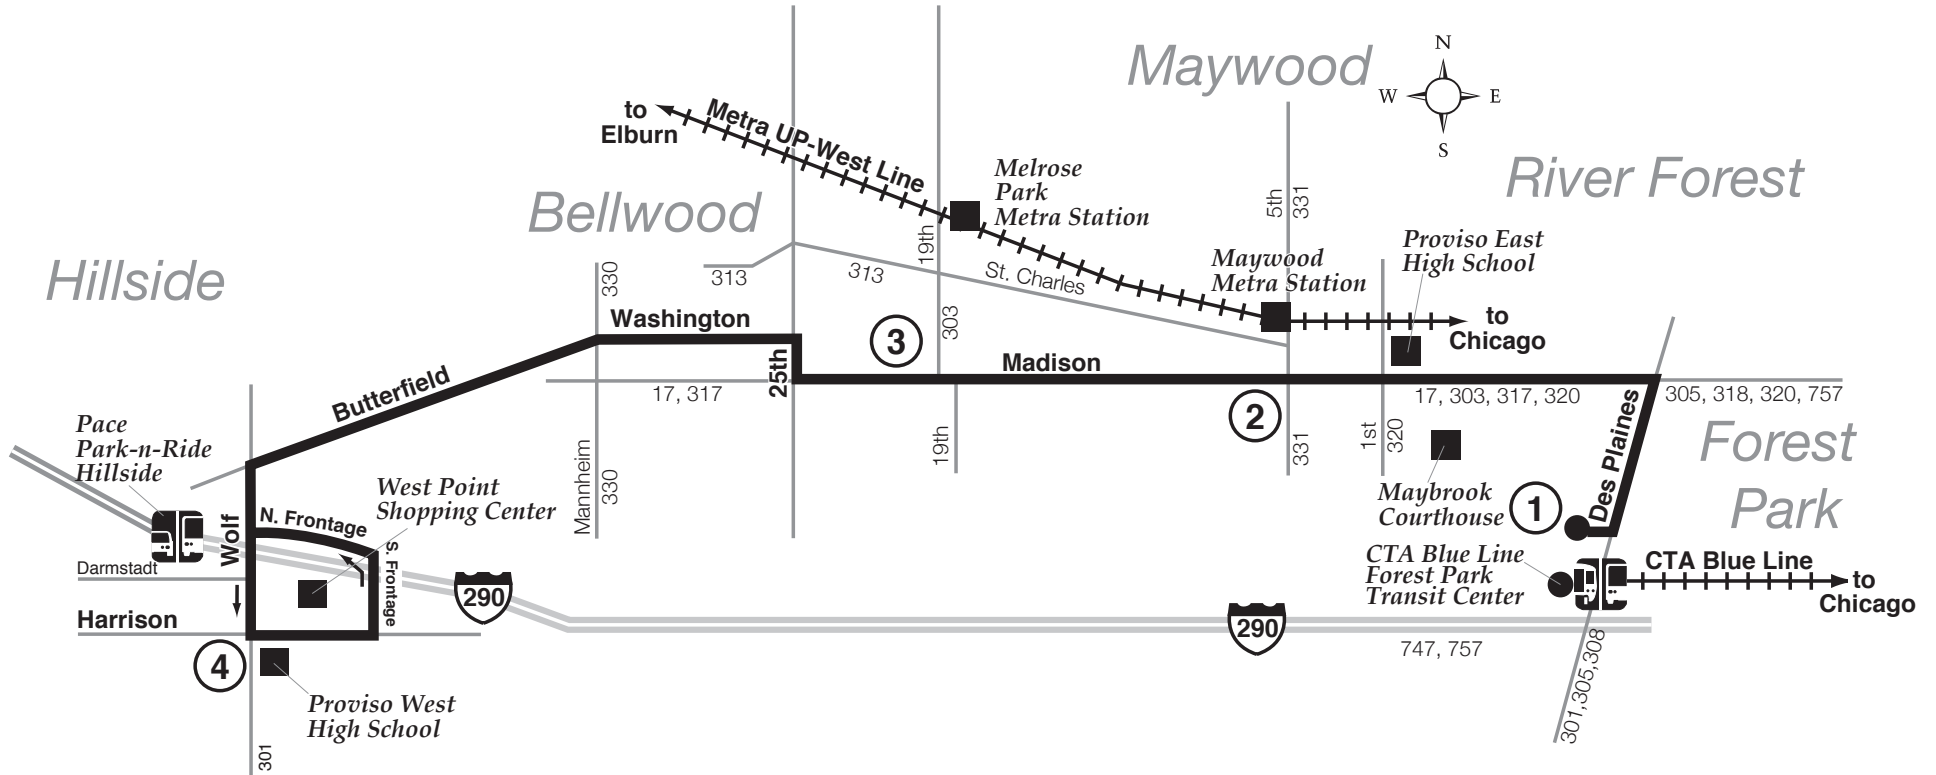 N
W
E
S
Maywood
to
Elburn
Metra UP-West Line
Melrose
Park
Metra Station
River Forest
Bellwood
5th
331
19th
Proviso East
High School
Maywood
Metra Station
Hillside
330
313
313
St. Charles
Washington
3
303
to
Chicago
Madison
25th
17, 317
17, 303, 317, 320
305, 318, 320, 757
Butterfield
2
Des Plaines
Forest
Park
Pace
Park-n-Ride
Hillside
Mannheim
330
19th
331
1st
320
West Point
Shopping Center
Maybrook
Courthouse
1
N. Frontage
Wolf
S. Frontage
Darmstadt
CTA Blue Line
Forest Park
Transit Center
CTA Blue Line
to
Chicago
290
290
Harrison
747, 757
4
301,305,308
Proviso West
High School
301